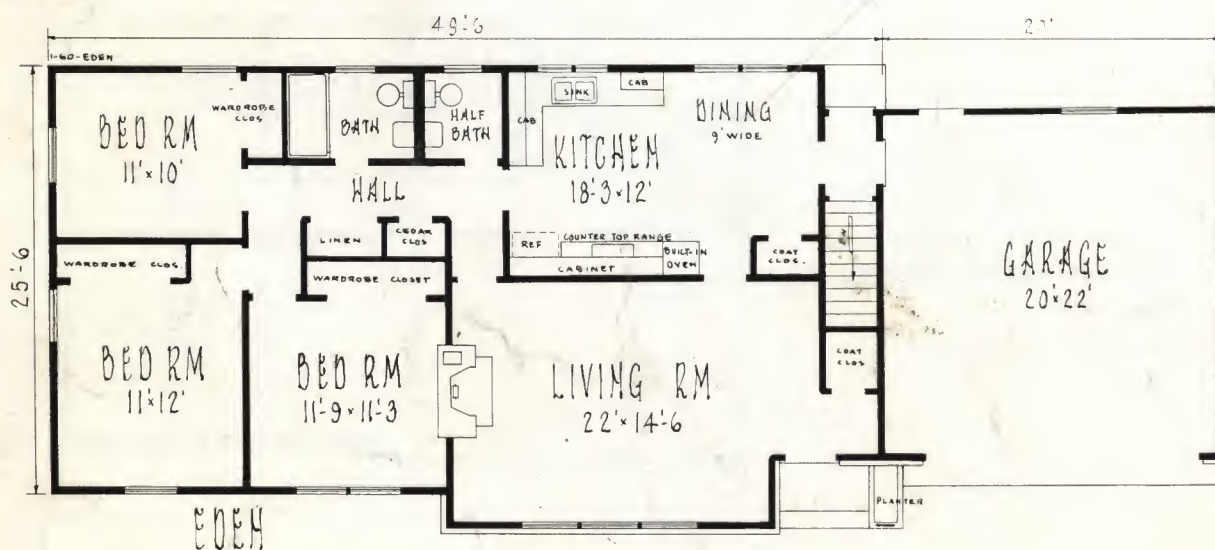 49'-6
20'
1-60-EDEN
25'-6
BED RM
11'×10'
WARDROBE
CLOS
BATH
HALF
BATH
CAB
SINK
CAB
DINING
9' WIDE
KITCHEN
18'-3×12'
HALL
LINEN
CEDAR
CLOS
REF
COUNTER TOP RANGE
BUILT-IN
OVEN
CABINET
COAT
CLOS.
DN
GARAGE
20'×22'
WARDROBE CLOS.
WARDROBE CLOSET
BED RM
11'×12'
BED RM
11'-9×11'-3
LIVING RM
22'×14'-6
COAT
CLOS
PLANTER
EDEN